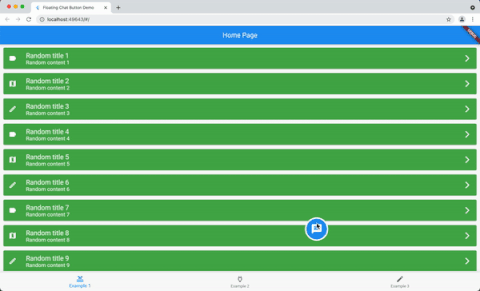 Floating Chat Button Demo
localhost:49643/#/
Home Page
Random title 1
Random content 1
Random title 2
Random content 2
Random title 3
Random content 3
Random title 4
Random content 4
Random title 5
Random content 5
Random title 6
Random content 6
Random title 7
Random content 7
Random title 8
Random content 8
Random title 9
Random content 9
Example 1
Example 2
Example 3